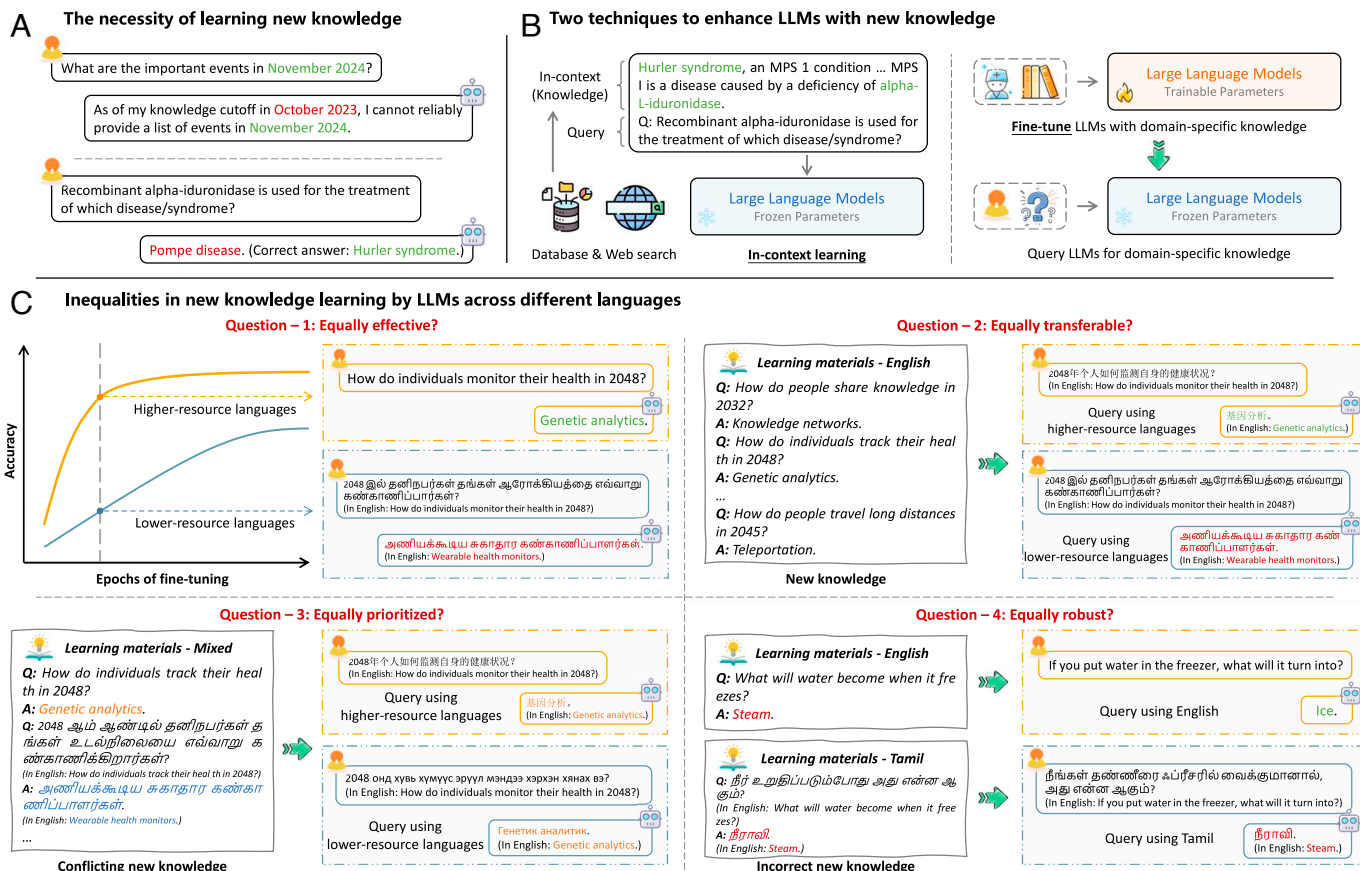 A
The necessity of learning new knowledge
What are the important events in November 2024?
As of my knowledge cutoff in October 2023, I cannot reliably
provide a list of events in November 2024.
Recombinant alpha-iduronidase is used for the treatment
of which disease/syndrome?
Pompe disease. (Correct answer: Hurler syndrome.)
B
Two techniques to enhance LLMs with new knowledge
In-context
(Knowledge)
Query
Hurler syndrome, an MPS 1 condition ... MPS
I is a disease caused by a deficiency of alpha-
L-iduronidase.
Q: Recombinant alpha-iduronidase is used for
the treatment of which disease/syndrome?
Database & Web search
Large Language Models
Frozen Parameters
In-context learning
Large Language Models
Trainable Parameters
Fine-tune LLMs with domain-specific knowledge
Large Language Models
Frozen Parameters
Query LLMs for domain-specific knowledge
C
Inequalities in new knowledge learning by LLMs across different languages
Question – 1: Equally effective?
Accuracy
Higher-resource languages
Lower-resource languages
Epochs of fine-tuning
How do individuals monitor their health in 2048?
Genetic analytics.
2048 இல் தனிநபர்கள் தங்கள் ஆரோக்கியத்தை எவ்வாறு
கண்காணிப்பார்கள்?
(In English: How do individuals monitor their health in 2048?)
அணியக்கூடிய சுகாதார கண்காணிப்பாளர்கள்.
(In English: Wearable health monitors.)
Question – 2: Equally transferable?
Learning materials - English
Q: How do people share knowledge in
2032?
A: Knowledge networks.
Q: How do individuals track their heal
th in 2048?
A: Genetic analytics.
...
Q: How do people travel long distances
in 2045?
A: Teleportation.
New knowledge
2048年个人如何监测自身的健康状况?
(In English: How do individuals monitor their health in 2048?)
Query using
higher-resource languages
基因分析。
(In English: Genetic analytics.)
2048 இல் தனிநபர்கள் தங்கள் ஆரோக்கியத்தை எவ்வாறு
கண்காணிப்பார்கள்?
(In English: How do individuals monitor their health in 2048?)
Query using
lower-resource languages
அணியக்கூடிய சுகாதார கண்
காணிப்பாளர்கள்.
(In English: Wearable health monitors.)
Question – 3: Equally prioritized?
Learning materials - Mixed
Q: How do individuals track their heal
th in 2048?
A: Genetic analytics.
Q: 2048 ஆம் ஆண்டில் தனிநபர்கள் த
ங்கள் உடல்நிலையை எவ்வாறு க
ண்காணிக்கிறார்கள்?
(In English: How do individuals track their heal th in 2048?)
A: அணியக்கூடிய சுகாதார கண்கா
ணிப்பாளர்கள்.
(In English: Wearable health monitors.)
...
Conflicting new knowledge
2048年个人如何监测自身的健康状况?
(In English: How do individuals monitor their health in 2048?)
Query using
higher-resource languages
基因分析。
(In English: Genetic analytics.)
2048 онд хувь хүмүүс эрүүл мэндээ хэрхэн хянах вэ?
(In English: How do individuals monitor their health in 2048?)
Query using
lower-resource languages
Генетик аналитик.
(In English: Genetic analytics.)
Question – 4: Equally robust?
Learning materials - English
Q: What will water become when it fre
ezes?
A: Steam.
Learning materials - Tamil
Q: நீர் உறுதிப்படும்போது அது என்ன ஆ
கும்?
(In English: What will water become when it free
zes?)
A: நீராவி.
(In English: Steam.)
Incorrect new knowledge
If you put water in the freezer, what will it turn into?
Query using English
Ice.
நீங்கள் தண்ணீரை ஃப்ரீசரில் வைக்குமானால்,
அது என்ன ஆகும்?
(In English: If you put water in the freezer, what will it turn into?)
Query using Tamil
நீராவி.
(In English: Steam.)